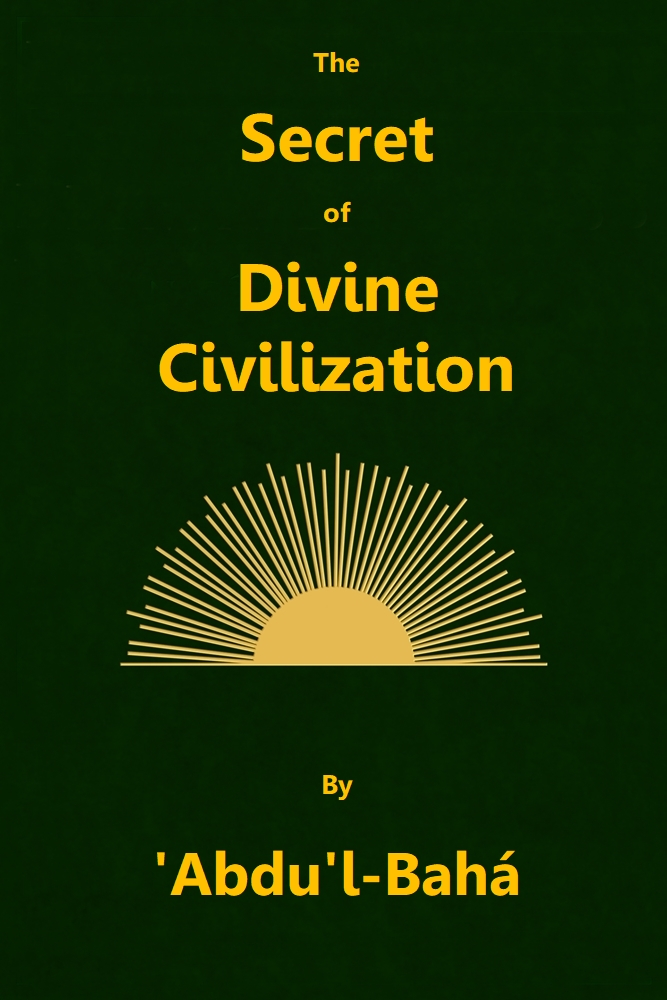 The
Secret
of
Divine
Civilization
By
'Abdu'l-Bahá